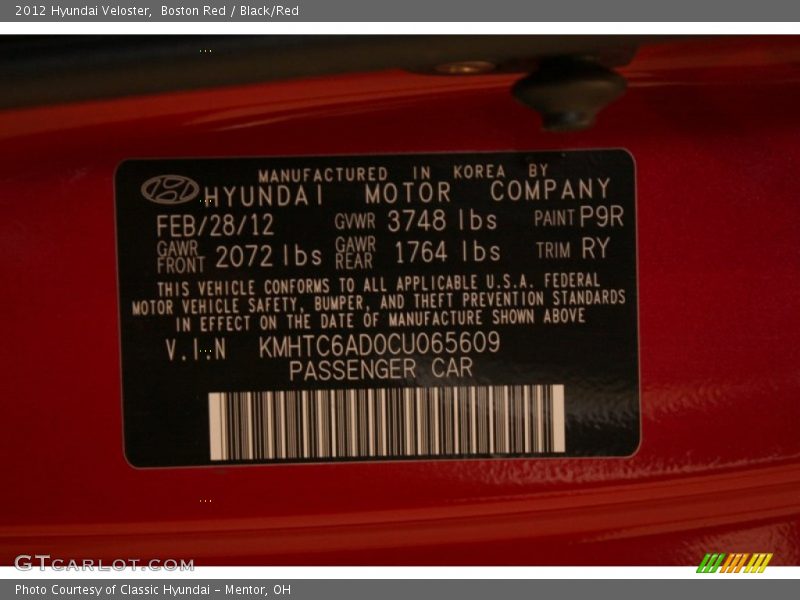 2012 Hyundai Veloster, Boston Red / Black/Red
MANUFACTURED IN KOREA BY
HYUNDAI MOTOR COMPANY
FEB/28/12 GVWR 3748 lbs PAINT P9R
GAWR FRONT 2072 lbs GAWR REAR 1764 lbs TRIM RY
THIS VEHICLE CONFORMS TO ALL APPLICABLE U.S.A. FEDERAL
MOTOR VEHICLE SAFETY, BUMPER, AND THEFT PREVENTION STANDARDS
IN EFFECT ON THE DATE OF MANUFACTURE SHOWN ABOVE
V.I.N KMHTC6AD0CU065609
PASSENGER CAR
GTCARLOT.COM
Photo Courtesy of Classic Hyundai - Mentor, OH